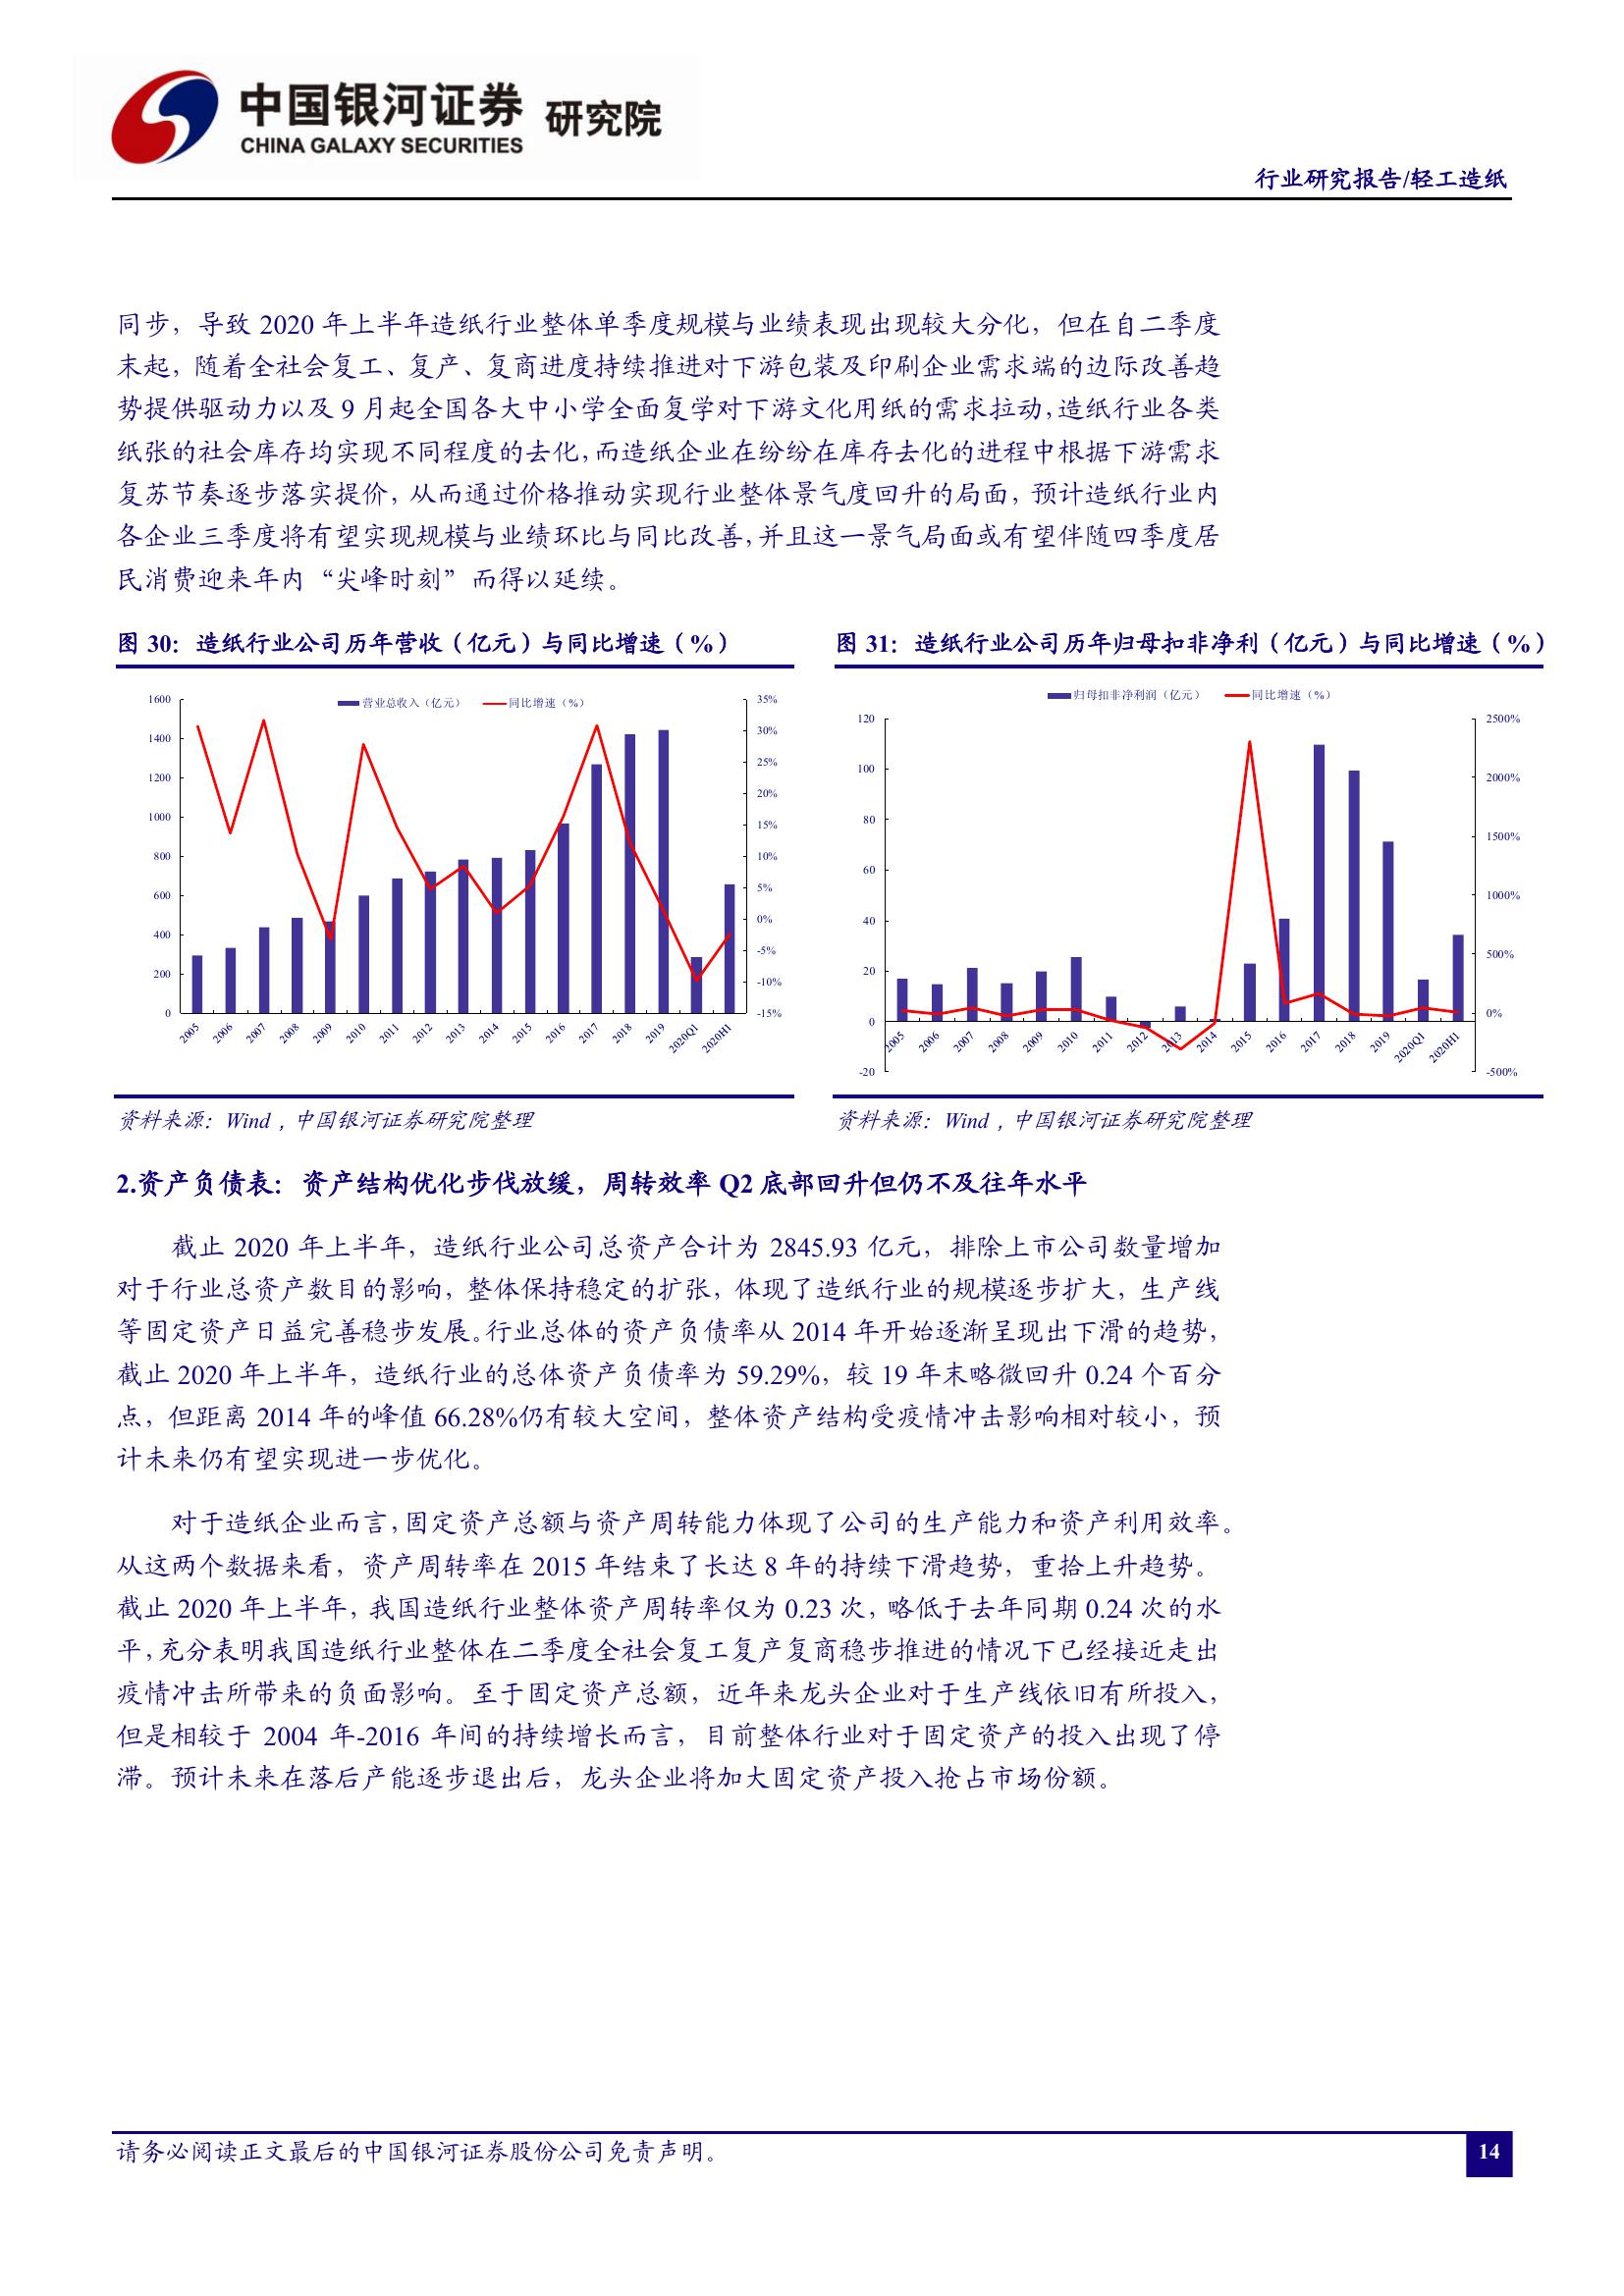 中国银河证券 研究院
CHINA GALAXY SECURITIES
行业研究报告/轻工造纸
同步，导致 2020 年上半年造纸行业整体单季度规模与业绩表现出现较大分化，但在自二季度
末起，随着全社会复工、复产、复商进度持续推进对下游包装及印刷企业需求端的边际改善趋
势提供驱动力以及 9 月起全国各大中小学全面复学对下游文化用纸的需求拉动，造纸行业各类
纸张的社会库存均实现不同程度的去化，而造纸企业在纷纷在库存去化的进程中根据下游需求
复苏节奏逐步落实提价，从而通过价格推动实现行业整体景气度回升的局面，预计造纸行业内
各企业三季度将有望实现规模与业绩环比与同比改善，并且这一景气局面或有望伴随四季度居
民消费迎来年内“尖峰时刻”而得以延续。
图 30：造纸行业公司历年营收（亿元）与同比增速（%）
营业总收入（亿元） 同比增速（%）
1600 35%
1400 30%
25%
1200
20%
1000 15%
800 10%
600 5%
0%
400 -5%
200 -10%
0 -15%
2005 2006 2007 2008 2009 2010 2011 2012 2013 2014 2015 2016 2017 2018 2019 2020Q1 2020H1
资料来源：Wind，中国银河证券研究院整理
图 31：造纸行业公司历年归母扣非净利（亿元）与同比增速（%）
归母扣非净利润（亿元） 同比增速（%）
120 2500%
100 2000%
80 1500%
60 1000%
40 500%
20
0 0%
-20 -500%
2005 2006 2007 2008 2009 2010 2011 2012 2013 2014 2015 2016 2017 2018 2019 2020Q1 2020H1
资料来源：Wind，中国银河证券研究院整理
2.资产负债表：资产结构优化步伐放缓，周转效率 Q2 底部回升但仍不及往年水平
截止 2020 年上半年，造纸行业公司总资产合计为 2845.93 亿元，排除上市公司数量增加
对于行业总资产数目的影响，整体保持稳定的扩张，体现了造纸行业的规模逐步扩大，生产线
等固定资产日益完善稳步发展。行业总体的资产负债率从 2014 年开始逐渐呈现出下滑的趋势，
截止 2020 年上半年，造纸行业的总体资产负债率为 59.29%，较 19 年末略微回升 0.24 个百分
点，但距离 2014 年的峰值 66.28%仍有较大空间，整体资产结构受疫情冲击影响相对较小，预
计未来仍有望实现进一步优化。
对于造纸企业而言，固定资产总额与资产周转能力体现了公司的生产能力和资产利用效率。
从这两个数据来看，资产周转率在 2015 年结束了长达 8 年的持续下滑趋势，重拾上升趋势。
截止 2020 年上半年，我国造纸行业整体资产周转率仅为 0.23 次，略低于去年同期 0.24 次的水
平，充分表明我国造纸行业整体在二季度全社会复工复产复商稳步推进的情况下已经接近走出
疫情冲击所带来的负面影响。至于固定资产总额，近年来龙头企业对于生产线依旧有所投入，
但是相较于 2004 年-2016 年间的持续增长而言，目前整体行业对于固定资产的投入出现了停
滞。预计未来在落后产能逐步退出后，龙头企业将加大固定资产投入抢占市场份额。
请务必阅读正文最后的中国银河证券股份公司免责声明。
14